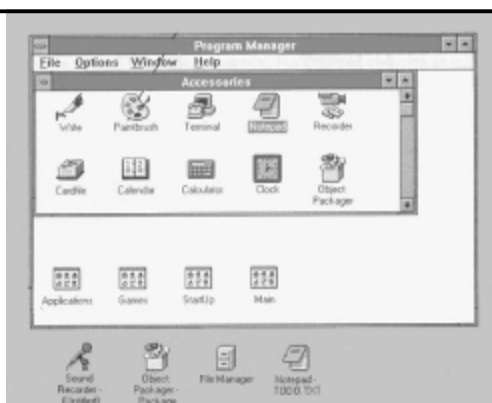 Program Manager
File Options Window Help
Accessories
Write Paintbrush Terminal Notepad Recorder
Cardfile Calendar Calculator Clock Object
Packager
Applications Games StartUp Main
Sound Object File Manager Notepad -
Recorder - Packager - TODO.TXT
(Untitled) Package